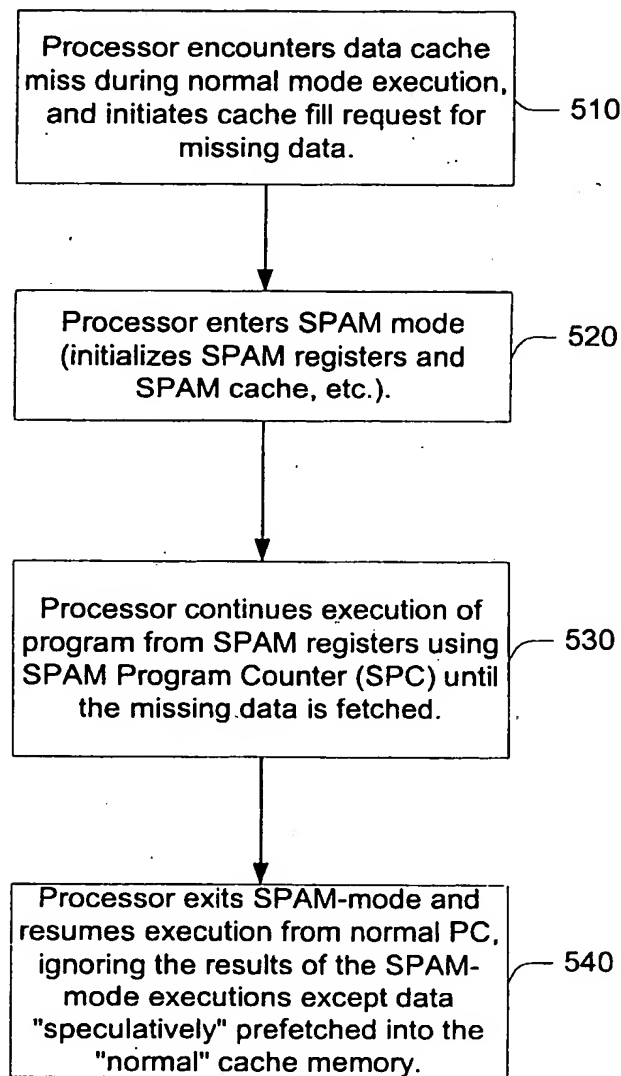 Processor encounters data cache
miss during normal mode execution,
and initiates cache fill request for
missing data.
510
Processor enters SPAM mode
(initializes SPAM registers and
SPAM cache, etc.).
520
Processor continues execution of
program from SPAM registers using
SPAM Program Counter (SPC) until
the missing data is fetched.
530
Processor exits SPAM-mode and
resumes execution from normal PC,
ignoring the results of the SPAM-
mode executions except data
"speculatively" prefetched into the
"normal" cache memory.
540